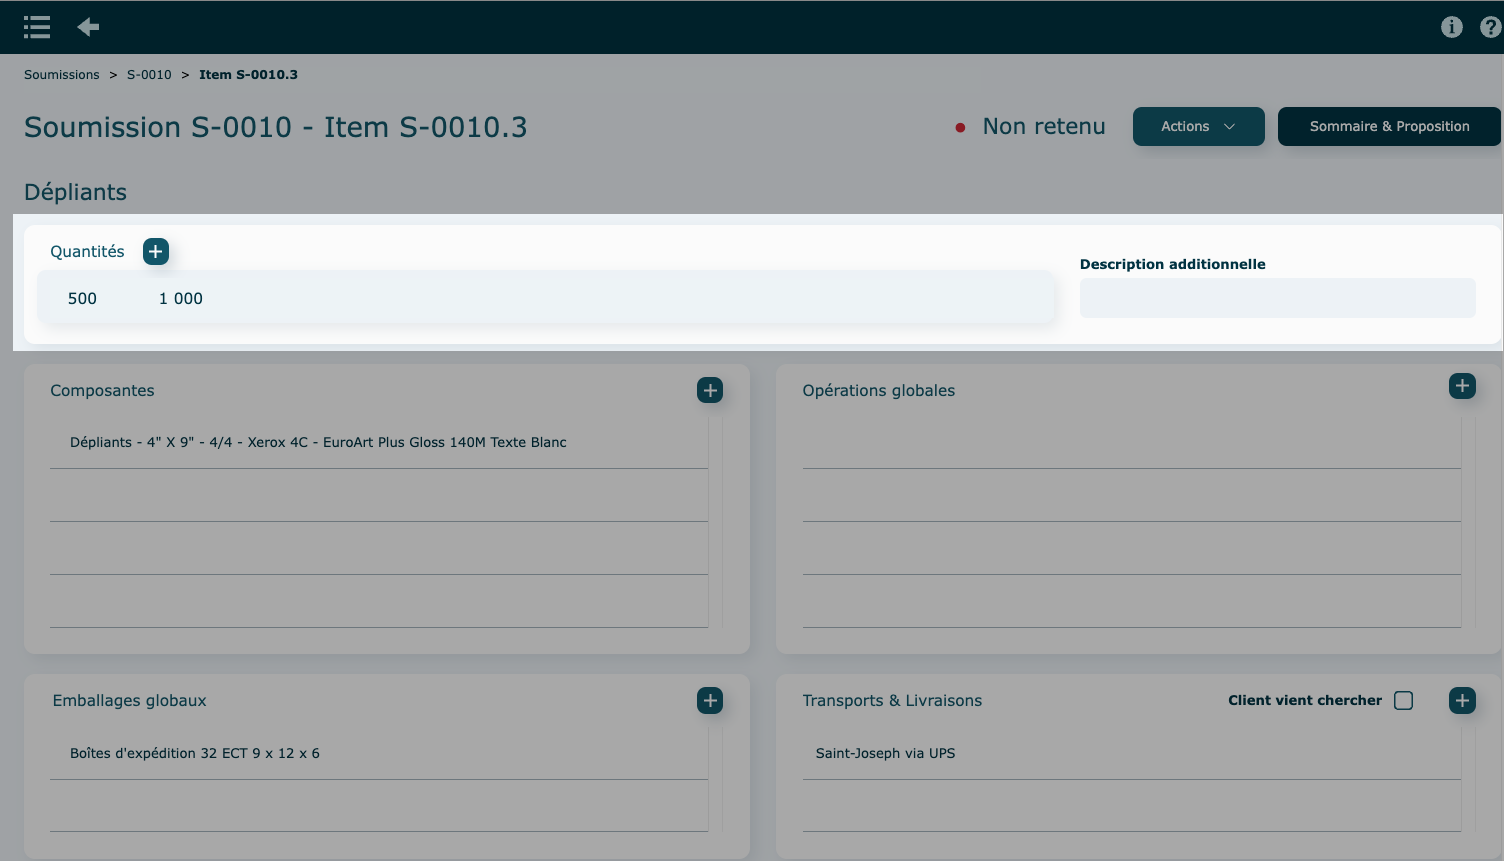 Soumissions > S-0010 > Item S-0010.3
Soumission S-0010 - Item S-0010.3
Non retenu
Actions
Sommaire & Proposition
Dépliants
Quantités
Description additionnelle
500 1 000
Composantes
Dépliants - 4" X 9" - 4/4 - Xerox 4C - EuroArt Plus Gloss 140M Texte Blanc
Opérations globales
Emballages globaux
Boîtes d'expédition 32 ECT 9 x 12 x 6
Transports & Livraisons
Client vient chercher
Saint-Joseph via UPS